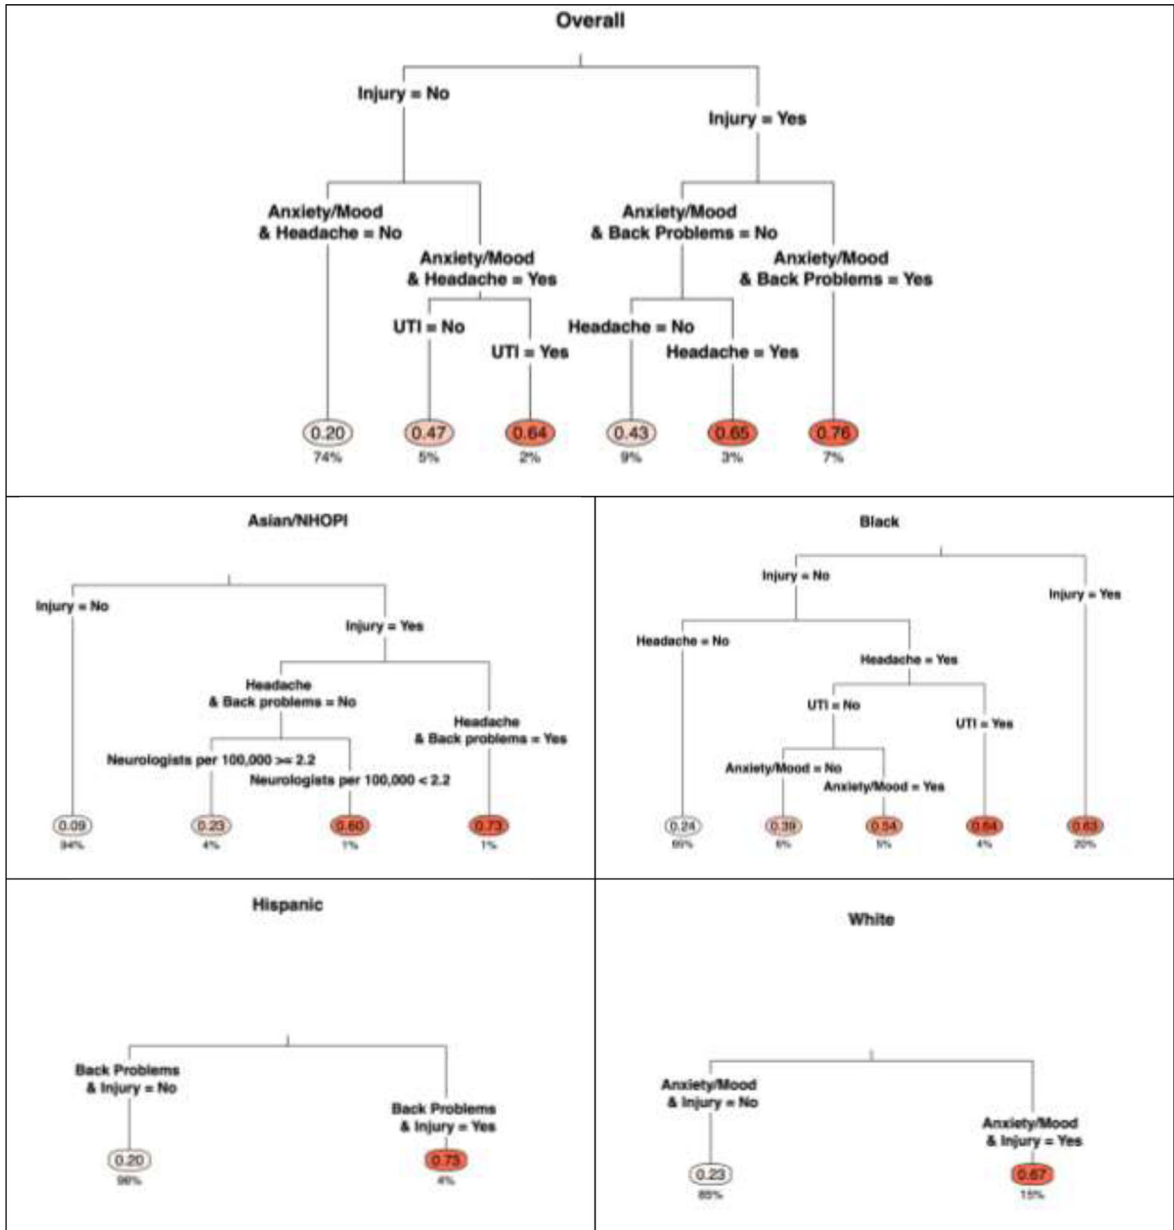 Overall
Injury = No
Injury = Yes
Anxiety/Mood
& Headache = No
Anxiety/Mood
& Headache = Yes
UTI = No
UTI = Yes
Anxiety/Mood
& Back Problems = No
Anxiety/Mood
& Back Problems = Yes
Headache = No
Headache = Yes
0.20 0.47 0.64 0.43 0.65 0.76
74% 5% 2% 9% 3% 7%
Asian/NHOPI
Injury = No
Injury = Yes
Headache
& Back problems = No
Headache
& Back problems = Yes
Neurologists per 100,000 >= 2.2
Neurologists per 100,000 < 2.2
0.09 0.23 0.60 0.73
94% 4% 1% 1%
Black
Injury = No
Injury = Yes
Headache = No
Headache = Yes
UTI = No
UTI = Yes
Anxiety/Mood = No
Anxiety/Mood = Yes
0.24 0.39 0.54 0.64 0.63
5% 4% 20%
Hispanic
Back Problems
& Injury = No
Back Problems
& Injury = Yes
0.20 0.73
96% 4%
White
Anxiety/Mood
& Injury = No
Anxiety/Mood
& Injury = Yes
0.23 0.67
85% 15%